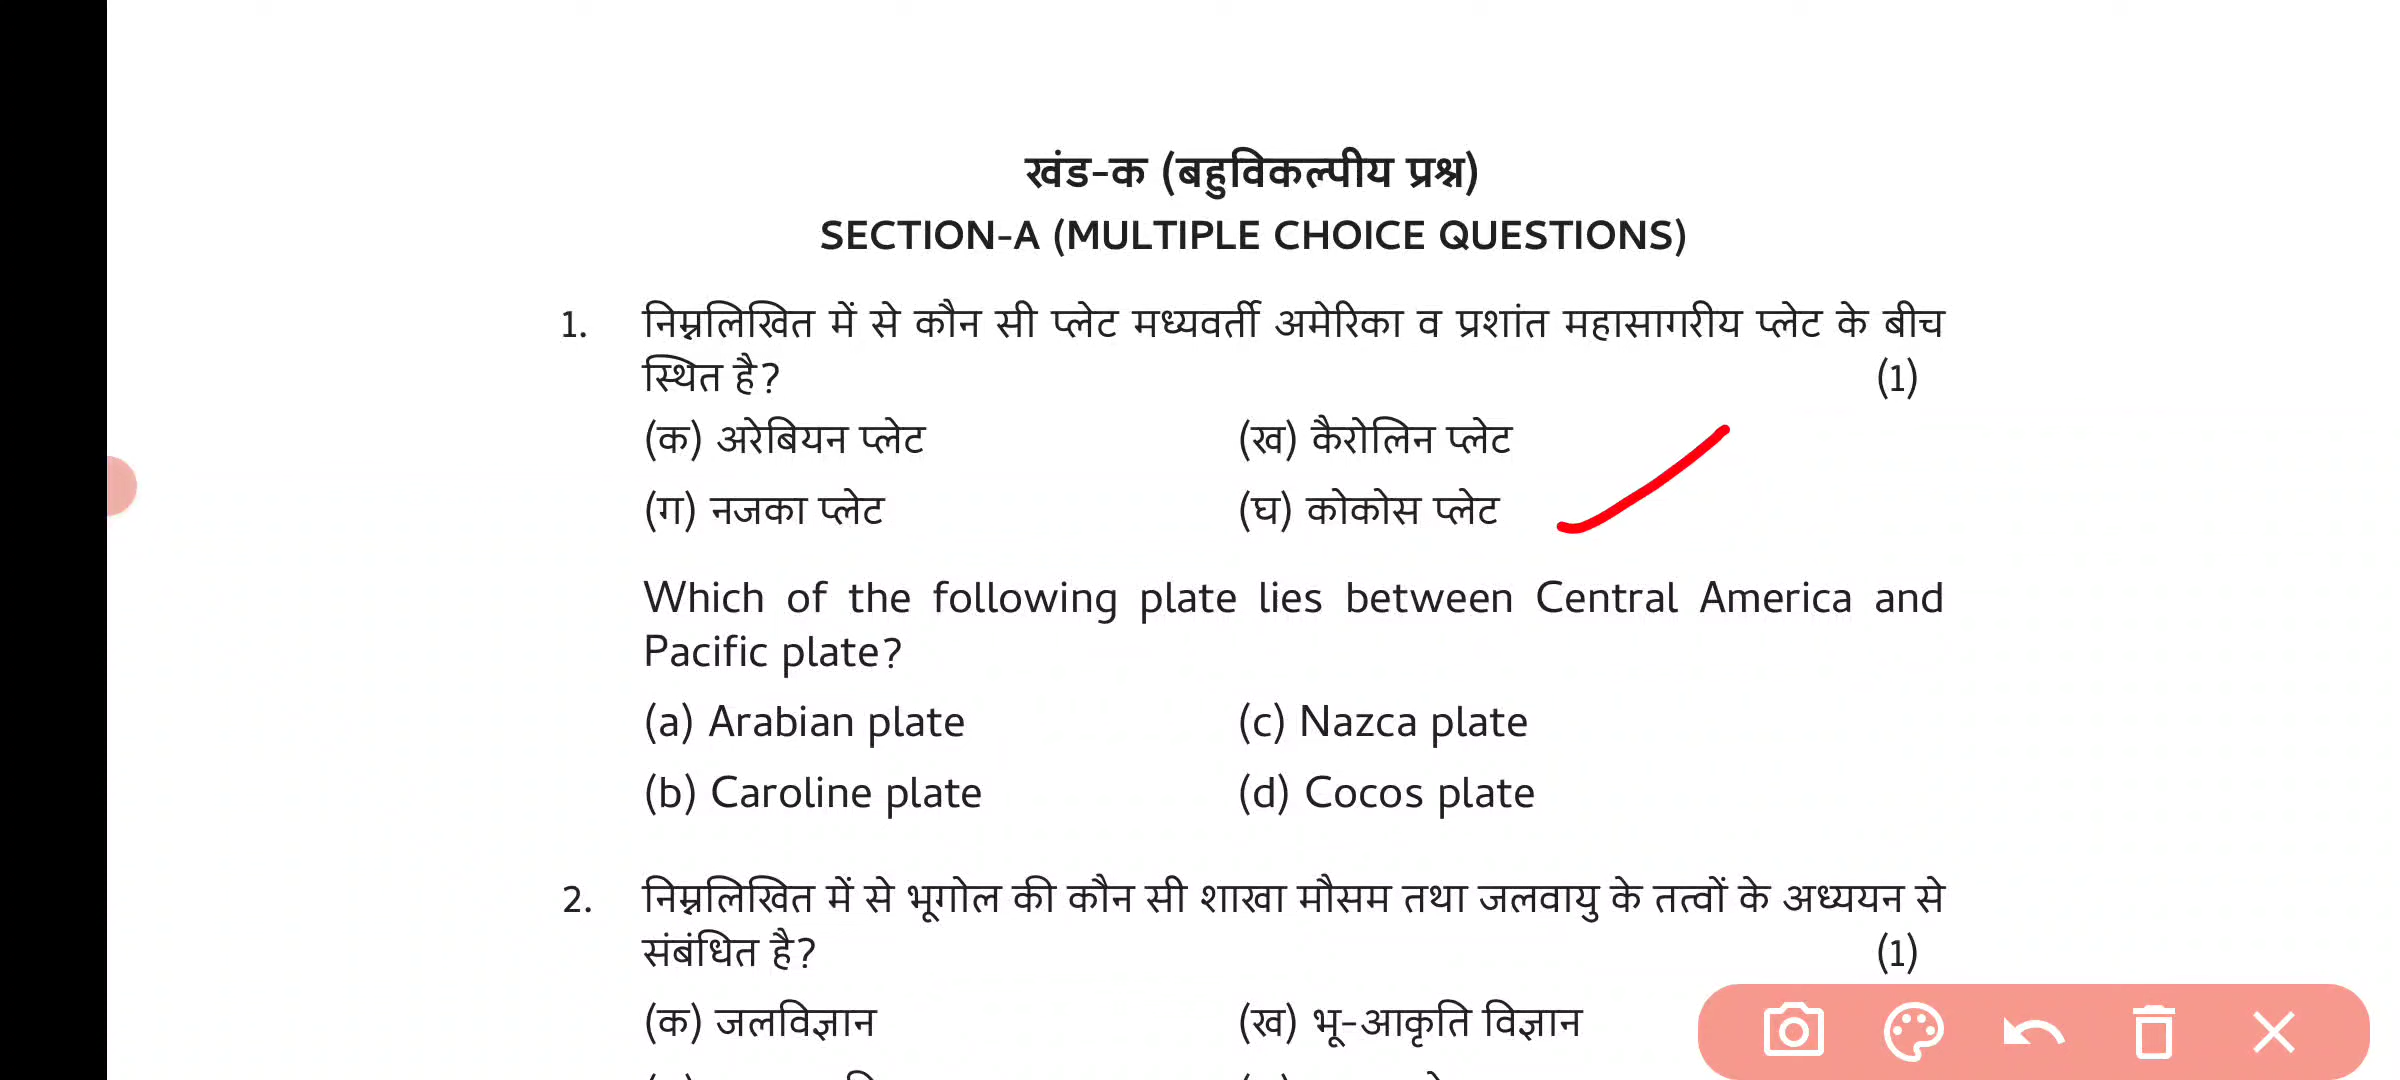 खंड-क (बहुविकल्पीय प्रश्न)
SECTION-A (MULTIPLE CHOICE QUESTIONS)
1. निम्नलिखित में से कौन सी प्लेट मध्यवर्ती अमेरिका व प्रशांत महासागरीय प्लेट के बीच
स्थित है? (1)
(क) अरेबियन प्लेट (ख) कैरोलिन प्लेट
(ग) नजका प्लेट (घ) कोकोस प्लेट
Which of the following plate lies between Central America and
Pacific plate?
(a) Arabian plate (c) Nazca plate
(b) Caroline plate (d) Cocos plate
2. निम्नलिखित में से भूगोल की कौन सी शाखा मौसम तथा जलवायु के तत्वों के अध्ययन से
संबंधित है? (1)
(क) जलविज्ञान (ख) भू-आकृति विज्ञान